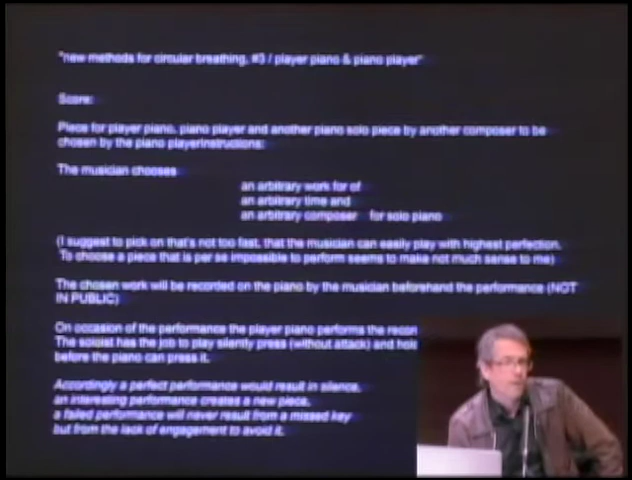 "new methods for circular breathing, #3 / player piano & piano player"
Score:
Piece for player piano, piano player and another piano solo piece by another composer to be
chosen by the piano playerInstructions:
The musician chooses
an arbitrary work for of
an arbitrary time and
an arbitrary composer for solo piano
(I suggest to pick on that's not too fast, that the musician can easily play with highest perfection.
To choose a piece that is per se impossible to perform seems to make not much sense to me)
The chosen work will be recorded on the piano by the musician beforehand the performance (NOT
IN PUBLIC)
On occasion of the performance the player piano performs the
The soloist has the job to play silently press (without attack) and
before the piano can press it.
Accordingly a perfect performance would result in silence,
an interesting performance creates a new piece,
a failed performance will never result from a missed key
but from the lack of engagement to avoid it.